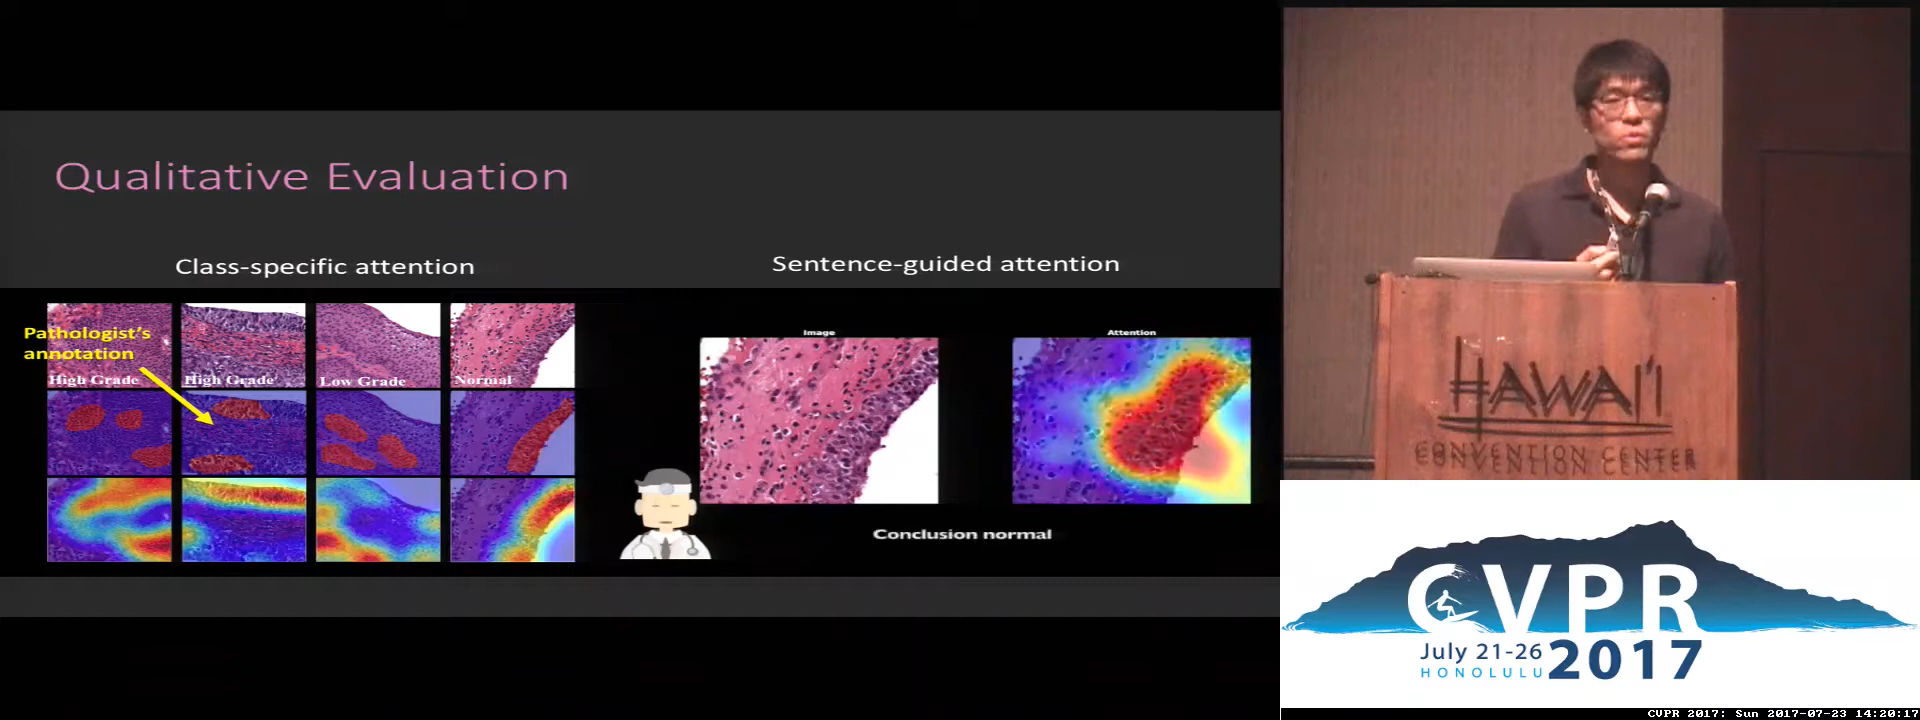 Qualitative Evaluation
Class-specific attention
Sentence-guided attention
Pathologist's
annotation
High Grade
High Grade
Low Grade
Normal
Image
Attention
Conclusion normal
HAWAI'I
CONVENTION CENTER
CVPR
July 21-26
HONOLULU
2017
CVPR 2017: Sun 2017-07-23 14:20:17